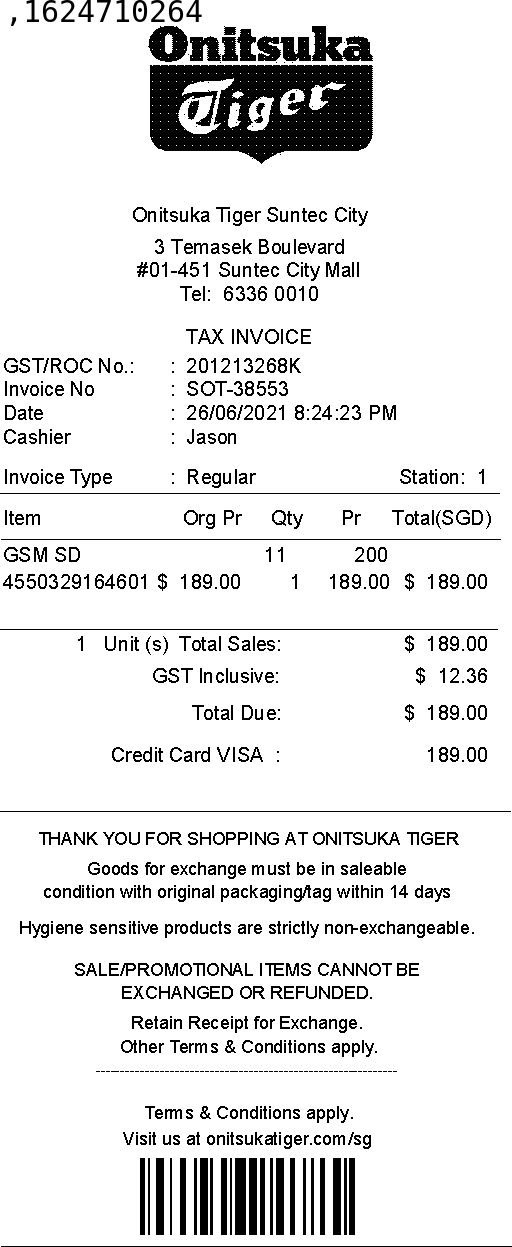 ,1624710264
Onitsuka
Tiger
Onitsuka Tiger Suntec City
3 Temasek Boulevard
#01-451 Suntec City Mall
Tel: 6336 0010
TAX INVOICE
GST/ROC No.: : 201213268K
Invoice No : SOT-38553
Date : 26/06/2021 8:24:23 PM
Cashier : Jason
Invoice Type : Regular Station: 1
Item Org Pr Qty Pr Total(SGD)
GSM SD 11 200
4550329164601 $ 189.00 1 189.00 $ 189.00
1 Unit (s) Total Sales: $ 189.00
GST Inclusive: $ 12.36
Total Due: $ 189.00
Credit Card VISA : 189.00
THANK YOU FOR SHOPPING AT ONITSUKA TIGER
Goods for exchange must be in saleable
condition with original packaging/tag within 14 days
Hygiene sensitive products are strictly non-exchangeable.
SALE/PROMOTIONAL ITEMS CANNOT BE
EXCHANGED OR REFUNDED.
Retain Receipt for Exchange.
Other Terms & Conditions apply.
Terms & Conditions apply.
Visit us at onitsukatiger.com/sg